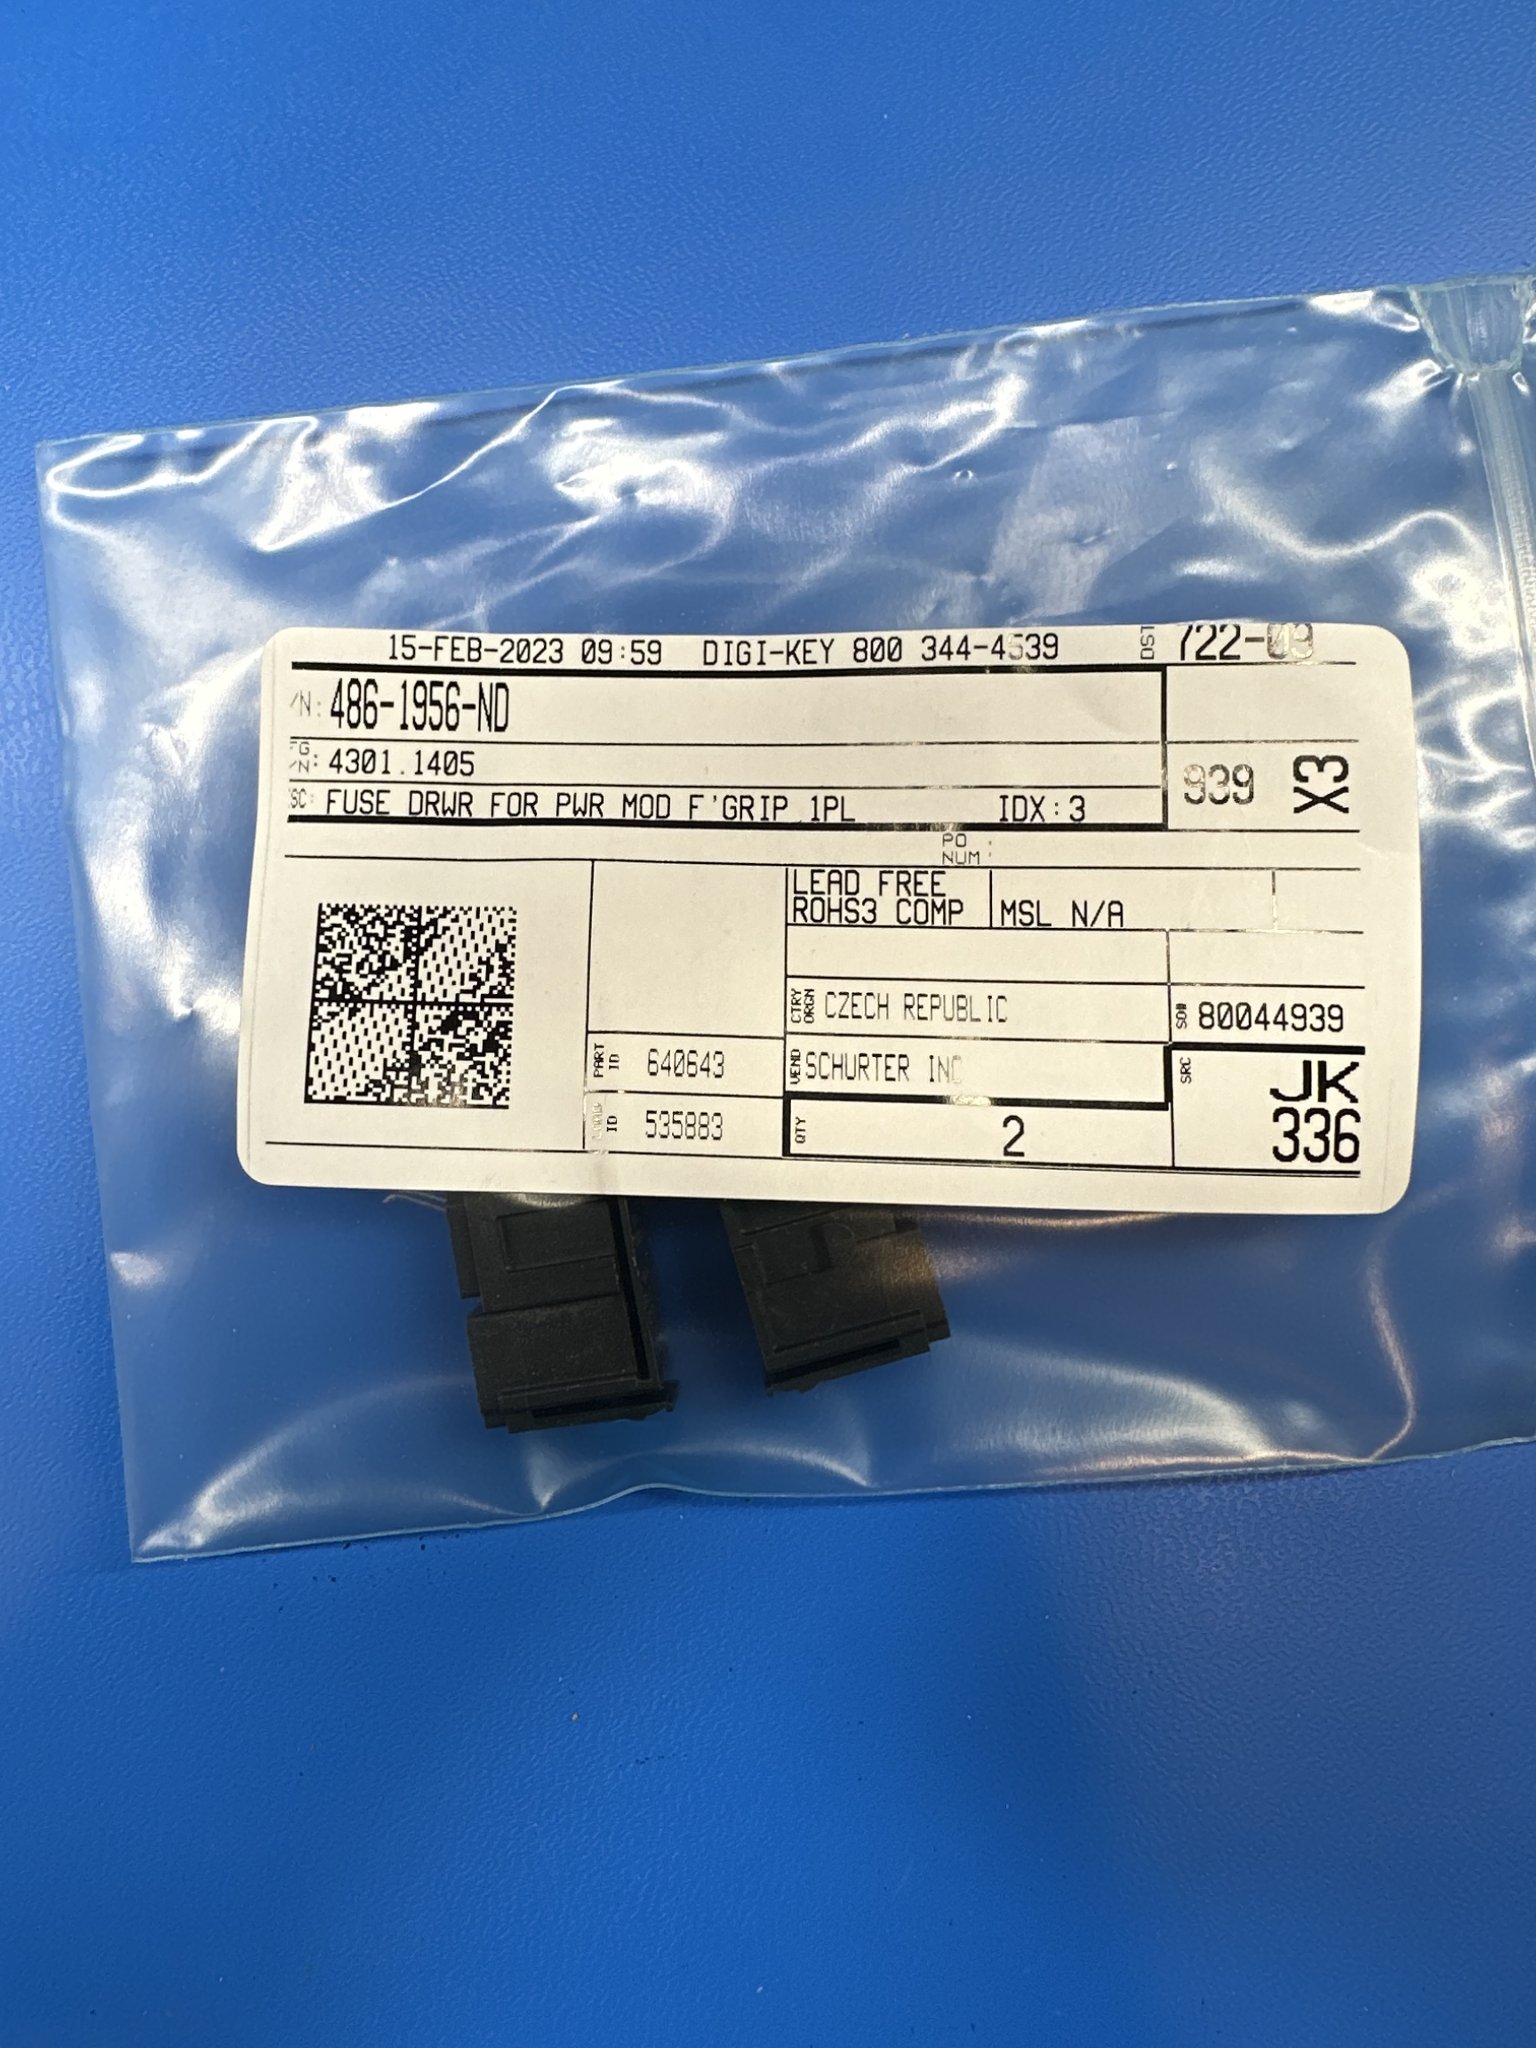 15-FEB-2023 09:59 DIGI-KEY 800 344-4539
DST 722-09
/N: 486-1956-ND
FG
/N: 4301.1405
SC: FUSE DRWR FOR PWR MOD F'GRIP 1PL IDX:3
939 X3
PO
NUM :
LEAD FREE
ROHS3 COMP
MSL N/A
CTRY
ORGN CZECH REPUBLIC
SO# 80044939
PART
ID 640643
VEND SCHURTER INC
SRC JK
336
ID 535883
QTY 2